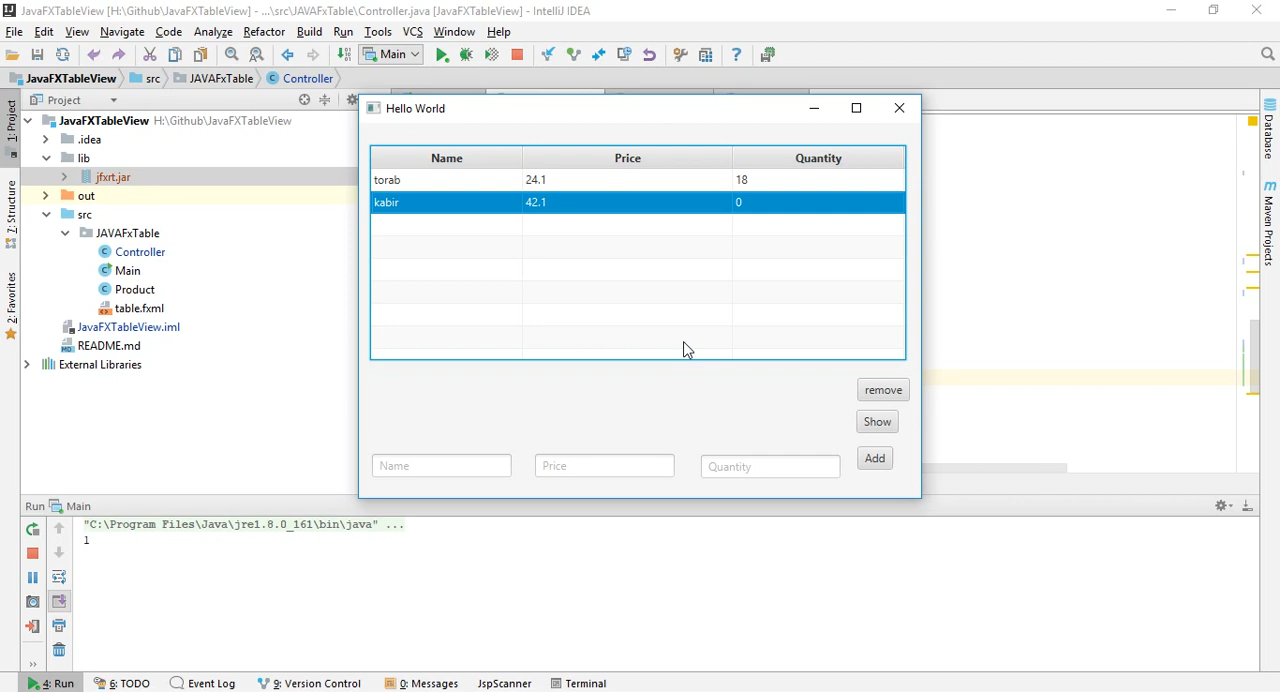 JavaFXTableView [H:\Github\JavaFXTableView] - ...\src\JAVAFxTable\Controller.java [JavaFXTableView] - IntelliJ IDEA
File Edit View Navigate Code Analyze Refactor Build Run Tools VCS Window Help
Main
JavaFXTableView src JAVAFxTable Controller
Project
1: Project
7: Structure
2: Favorites
JavaFXTableView H:\Github\JavaFXTableView
.idea
lib
jfxrt.jar
out
src
JAVAFxTable
Controller
Main
Product
table.fxml
JavaFXTableView.iml
README.md
External Libraries
Hello World
Name Price Quantity
torab 24.1 18
kabir 42.1 0
remove
Show
Name Price Quantity Add
Database
Maven Projects
Run Main
"C:\Program Files\Java\jre1.8.0_161\bin\java" ...
1
4: Run 6: TODO Event Log 9: Version Control 0: Messages JspScanner Terminal